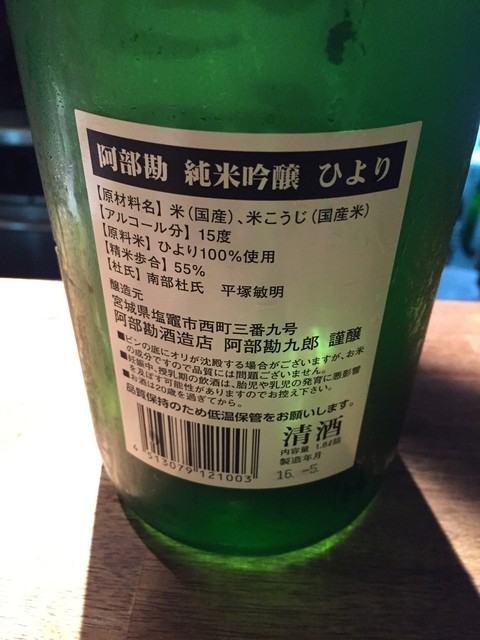 阿部勘 純米吟醸 ひより
【原材料名】米(国産)、米こうじ(国産米)
【アルコール分】15度
【原料米】ひより100%使用
【精米歩合】55%
【杜氏】南部杜氏 平塚敏明
醸造元
宮城県塩竈市西町三番九号
阿部勘酒造店 阿部勘九郎 謹醸
■ビンの底にオリが沈殿する場合がございますが、お米
の成分ですので品質には問題ございません。
■妊娠中、授乳期の飲酒は、胎児や乳児の発育に悪影響
を及ぼす可能性がありますのでお控え下さい。
■お酒は20歳を過ぎてから。
品質保持のため低温保管をお願いします。
清酒
内容量 1.8ℓ詰
製造年月
16. -5.
4 513079 121003